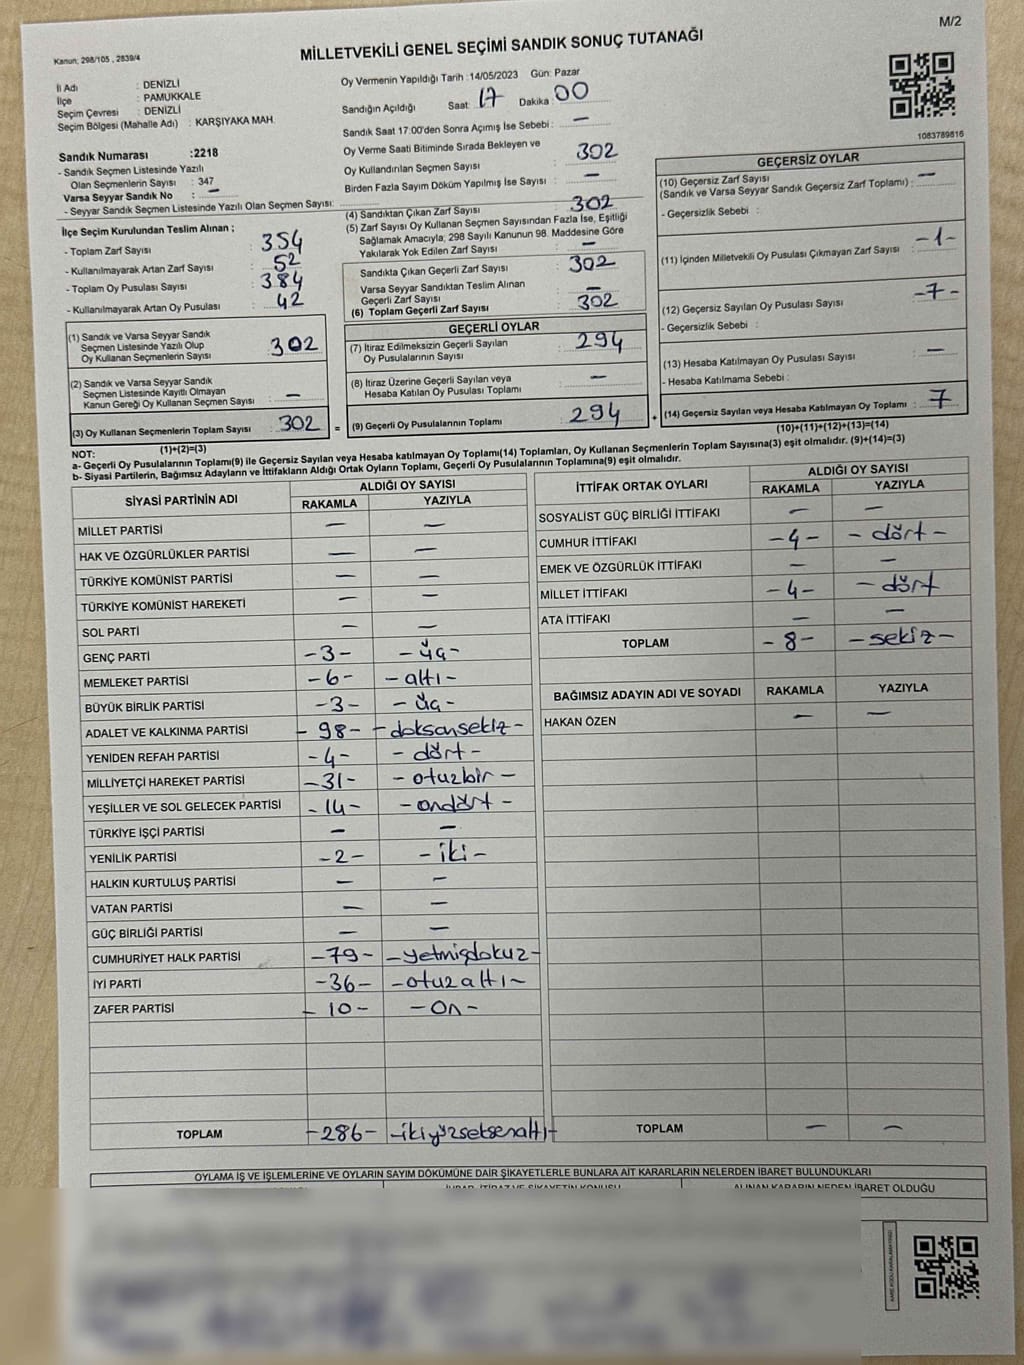 M/2
Kanun; 298/105 , 2839/4
MİLLETVEKİLİ GENEL SEÇİMİ SANDIK SONUÇ TUTANAĞI
İl Adı : DENİZLİ
İlçe : PAMUKKALE
Seçim Çevresi : DENİZLİ
Seçim Bölgesi (Mahalle Adı) : KARŞIYAKA MAH.
Sandık Numarası :2218
- Sandık Seçmen Listesinde Yazılı
Olan Seçmenlerin Sayısı : 347
Varsa Seyyar Sandık No : —
- Seyyar Sandık Seçmen Listesinde Yazılı Olan Seçmen Sayısı:
İlçe Seçim Kurulundan Teslim Alınan ;
- Toplam Zarf Sayısı : 354
- Kullanılmayarak Artan Zarf Sayısı : 52
- Toplam Oy Pusulası Sayısı : 384
- Kullanılmayarak Artan Oy Pusulası : 42
(1) Sandık ve Varsa Seyyar Sandık
Seçmen Listesinde Yazılı Olup
Oy Kullanan Seçmenlerin Sayısı : 302
(2) Sandık ve Varsa Seyyar Sandık
Seçmen Listesinde Kayıtlı Olmayan
Kanun Gereği Oy Kullanan Seçmen Sayısı : —
(3) Oy Kullanan Seçmenlerin Toplam Sayısı : 302 =
(1)+(2)=(3)
Oy Vermenin Yapıldığı Tarih :14/05/2023 Gün: Pazar
Sandığın Açıldığı Saat: 17 Dakika : 00
Sandık Saat 17:00'den Sonra Açımış İse Sebebi : —
Oy Verme Saati Bitiminde Sırada Bekleyen ve
Oy Kullandırılan Seçmen Sayısı : 302
Birden Fazla Sayım Döküm Yapılmış İse Sayısı : —
(4) Sandıktan Çıkan Zarf Sayısı : 302
(5) Zarf Sayısı Oy Kullanan Seçmen Sayısından Fazla İse, Eşitliği
Sağlamak Amacıyla; 298 Sayılı Kanunun 98. Maddesine Göre
Yakılarak Yok Edilen Zarf Sayısı : —
Sandıkta Çıkan Geçerli Zarf Sayısı : 302
Varsa Seyyar Sandıktan Teslim Alınan
Geçerli Zarf Sayısı : —
(6) Toplam Geçerli Zarf Sayısı : 302
GEÇERLİ OYLAR
(7) İtiraz Edilmeksizin Geçerli Sayılan
Oy Pusulalarının Sayısı : 294
(8) İtiraz Üzerine Geçerli Sayılan veya
Hesaba Katılan Oy Pusulası Toplamı : —
(9) Geçerli Oy Pusulalarının Toplamı : 294 +
1083789816
GEÇERSİZ OYLAR
(10) Geçersiz Zarf Sayısı
(Sandık ve Varsa Seyyar Sandık Geçersiz Zarf Toplamı) : —
- Geçersizlik Sebebi :
(11) İçinden Milletvekili Oy Pusulası Çıkmayan Zarf Sayısı : -1-
(12) Geçersiz Sayılan Oy Pusulası Sayısı : -7-
- Geçersizlik Sebebi :
(13) Hesaba Katılmayan Oy Pusulası Sayısı : —
- Hesaba Katılmama Sebebi :
(14) Geçersiz Sayılan veya Hesaba Katılmayan Oy Toplamı : 7
(10)+(11)+(12)+(13)=(14)
NOT:
a- Geçerli Oy Pusulalarının Toplamı(9) ile Geçersiz Sayılan veya Hesaba katılmayan Oy Toplamı(14) Toplamları, Oy Kullanan Seçmenlerin Toplam Sayısına(3) eşit olmalıdır. (9)+(14)=(3)
b- Siyasi Partilerin, Bağımsız Adayların ve İttifakların Aldığı Ortak Oyların Toplamı, Geçerli Oy Pusulalarının Toplamına(9) eşit olmalıdır.
SİYASİ PARTİNİN ADI ALDIĞI OY SAYISI
RAKAMLA YAZIYLA
MİLLET PARTİSİ — —
HAK VE ÖZGÜRLÜKLER PARTİSİ — —
TÜRKİYE KOMÜNİST PARTİSİ — —
TÜRKİYE KOMÜNİST HAREKETİ — —
SOL PARTİ — —
GENÇ PARTİ -3- -üç-
MEMLEKET PARTİSİ -6- -altı-
BÜYÜK BİRLİK PARTİSİ -3- -üç-
ADALET VE KALKINMA PARTİSİ -98- -doksansekiz-
YENİDEN REFAH PARTİSİ -4- -dört-
MİLLİYETÇİ HAREKET PARTİSİ -31- -otuzbir-
YEŞİLLER VE SOL GELECEK PARTİSİ -14- -ondört-
TÜRKİYE İŞÇİ PARTİSİ — —
YENİLİK PARTİSİ -2- -iki-
HALKIN KURTULUŞ PARTİSİ — —
VATAN PARTİSİ — —
GÜÇ BİRLİĞİ PARTİSİ — —
CUMHURİYET HALK PARTİSİ -79- -yetmişdokuz-
İYİ PARTİ -36- -otuzaltı-
ZAFER PARTİSİ -10- -on-
TOPLAM -286- -ikiyüzseksenaltı-
İTTİFAK ORTAK OYLARI ALDIĞI OY SAYISI
RAKAMLA YAZIYLA
SOSYALİST GÜÇ BİRLİĞİ İTTİFAKI — —
CUMHUR İTTİFAKI -4- -dört-
EMEK VE ÖZGÜRLÜK İTTİFAKI — —
MİLLET İTTİFAKI -4- -dört
ATA İTTİFAKI — —
TOPLAM -8- -sekiz-
BAĞIMSIZ ADAYIN ADI VE SOYADI RAKAMLA YAZIYLA
HAKAN ÖZEN — —
TOPLAM — —
OYLAMA İŞ VE İŞLEMLERİNE VE OYLARIN SAYIM DÖKÜMÜNE DAİR ŞİKAYETLERLE BUNLARA AİT KARARLARIN NELERDEN İBARET BULUNDUKLARI
ALINAN KARARIN NEDEN İBARET OLDUĞU